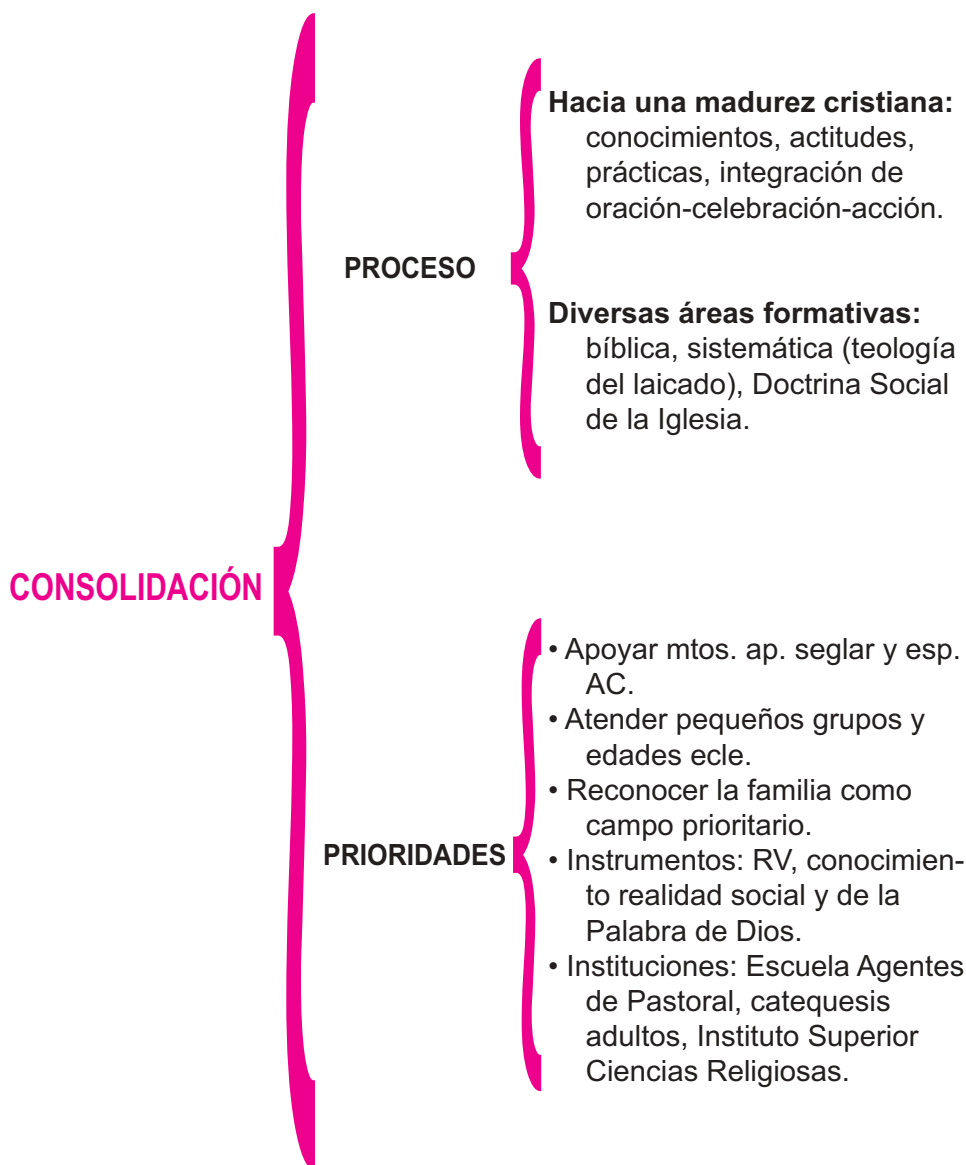 CONSOLIDACIÓN
PROCESO
Hacia una madurez cristiana:
conocimientos, actitudes,
prácticas, integración de
oración-celebración-acción.
Diversas áreas formativas:
bíblica, sistemática (teología
del laicado), Doctrina Social
de la Iglesia.
PRIORIDADES
• Apoyar mtos. ap. seglar y esp.
AC.
• Atender pequeños grupos y
edades ecle.
• Reconocer la familia como
campo prioritario.
• Instrumentos: RV, conocimien-
to realidad social y de la
Palabra de Dios.
• Instituciones: Escuela Agentes
de Pastoral, catequesis
adultos, Instituto Superior
Ciencias Religiosas.